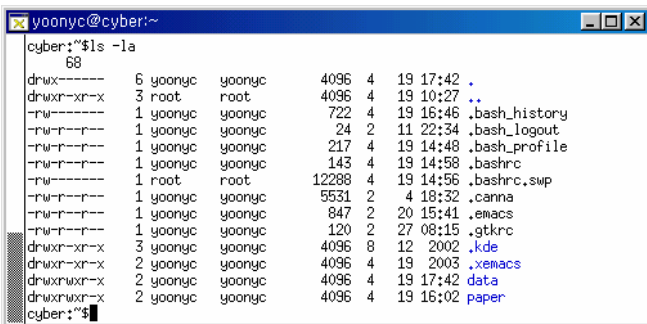 yoonyc@cyber:~
cyber:~$ls -la
68
drwx------ 6 yoonyc yoonyc 4096 4 19 17:42 .
drwxr-xr-x 3 root root 4096 4 19 10:27 ..
-rw------- 1 yoonyc yoonyc 722 4 19 16:46 .bash_history
-rw-r--r-- 1 yoonyc yoonyc 24 2 11 22:34 .bash_logout
-rw-r--r-- 1 yoonyc yoonyc 217 4 19 14:48 .bash_profile
-rw-r--r-- 1 yoonyc yoonyc 143 4 19 14:58 .bashrc
-rw------- 1 root root 12288 4 19 14:56 .bashrc.swp
-rw-r--r-- 1 yoonyc yoonyc 5531 2 4 18:32 .canna
-rw-r--r-- 1 yoonyc yoonyc 847 2 20 15:41 .emacs
-rw-r--r-- 1 yoonyc yoonyc 120 2 27 08:15 .gtkrc
drwxr-xr-x 3 yoonyc yoonyc 4096 8 12 2002 .kde
drwxr-xr-x 2 yoonyc yoonyc 4096 4 19 2003 .xemacs
drwxrwxr-x 2 yoonyc yoonyc 4096 4 19 17:42 data
drwxrwxr-x 2 yoonyc yoonyc 4096 4 19 16:02 paper
cyber:~$